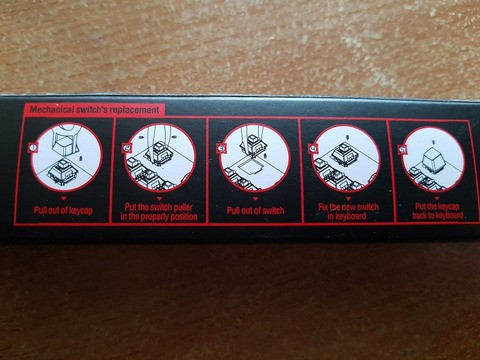 Mechanical switch's replacement
Pull out of keycap
Put the switch puller
in the properly position
Pull out of switch
Fix the new switch
in keyboard
Put the keycap
back to keyboard